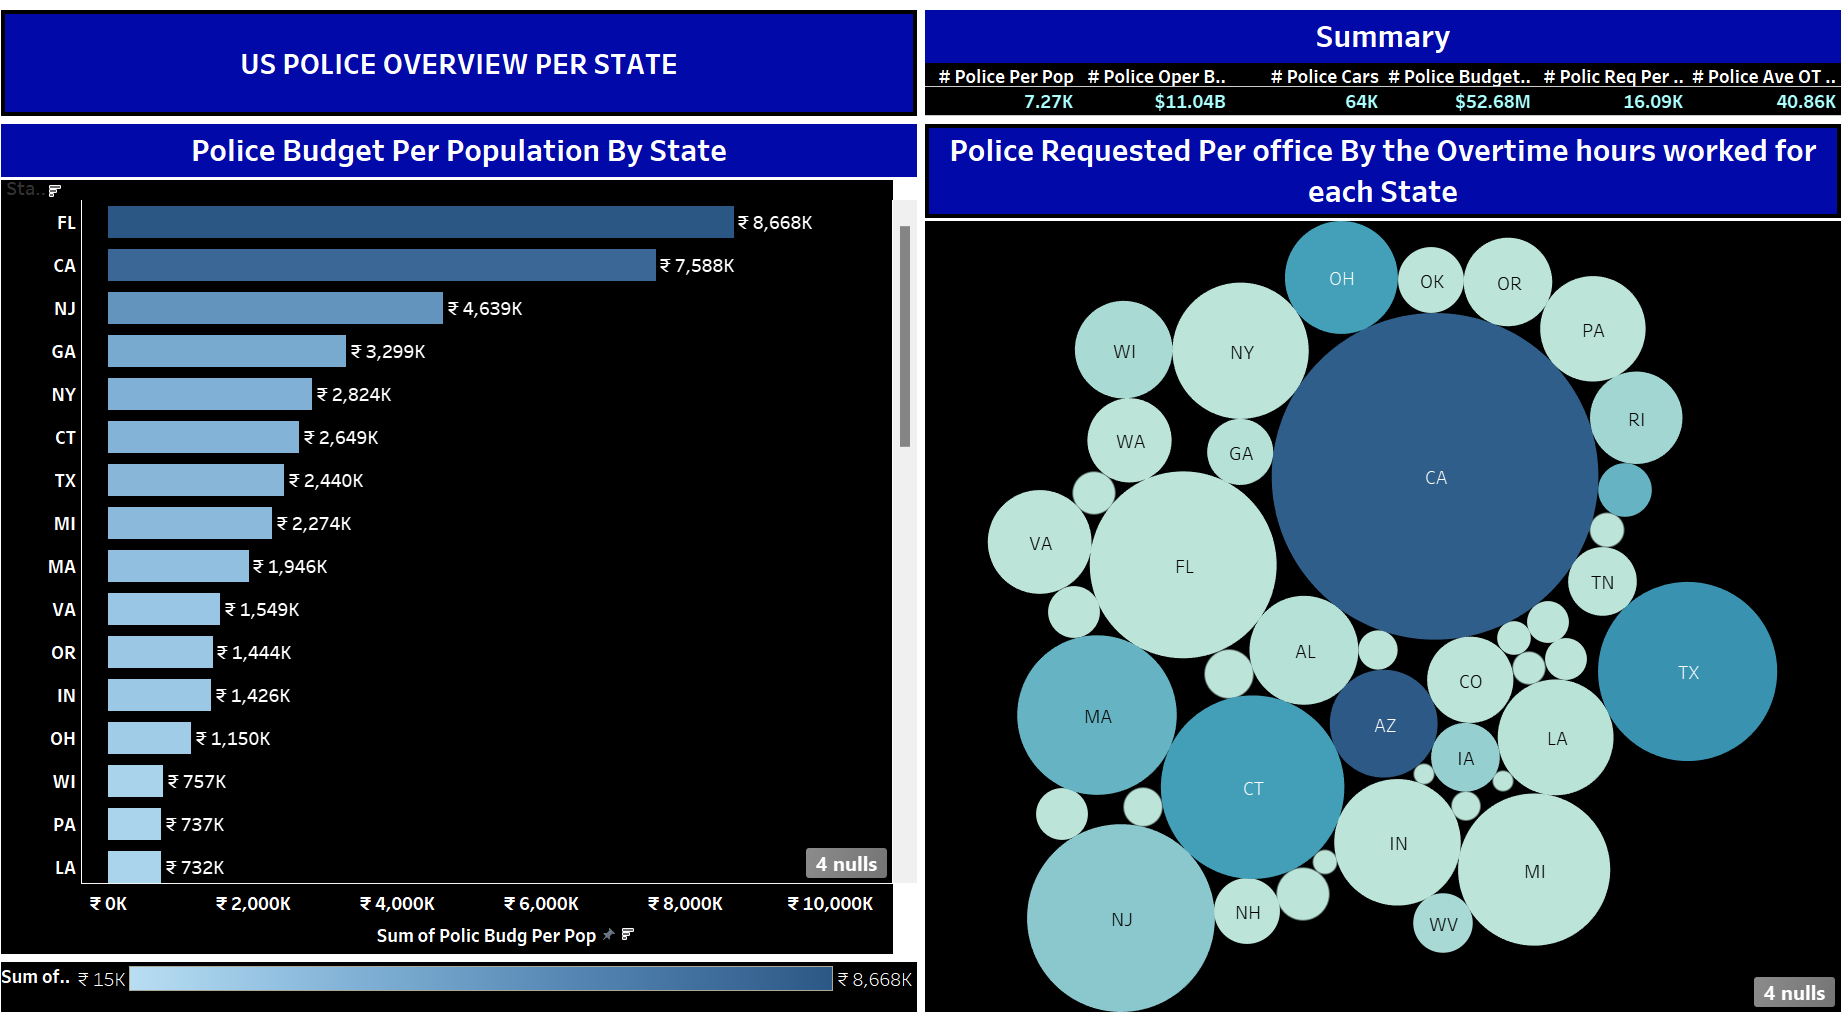 US POLICE OVERVIEW PER STATE
Summary
# Police Per Pop # Police Oper B.. # Police Cars # Police Budget.. # Polic Req Per .. # Police Ave OT ..
7.27K $11.04B 64K $52.68M 16.09K 40.86K
Police Budget Per Population By State
Sta..
FL ₹ 8,668K
CA ₹ 7,588K
NJ ₹ 4,639K
GA ₹ 3,299K
NY ₹ 2,824K
CT ₹ 2,649K
TX ₹ 2,440K
MI ₹ 2,274K
MA ₹ 1,946K
VA ₹ 1,549K
OR ₹ 1,444K
IN ₹ 1,426K
OH ₹ 1,150K
WI ₹ 757K
PA ₹ 737K
LA ₹ 732K
4 nulls
₹ 0K ₹ 2,000K ₹ 4,000K ₹ 6,000K ₹ 8,000K ₹ 10,000K
Sum of Polic Budg Per Pop
Sum of.. ₹ 15K ₹ 8,668K
Police Requested Per office By the Overtime hours worked for
each State
OH
OK
OR
PA
WI
NY
RI
WA
GA
CA
VA
FL
TN
AL
CO
TX
MA
AZ
LA
IA
CT
IN
MI
NJ
NH
WV
4 nulls